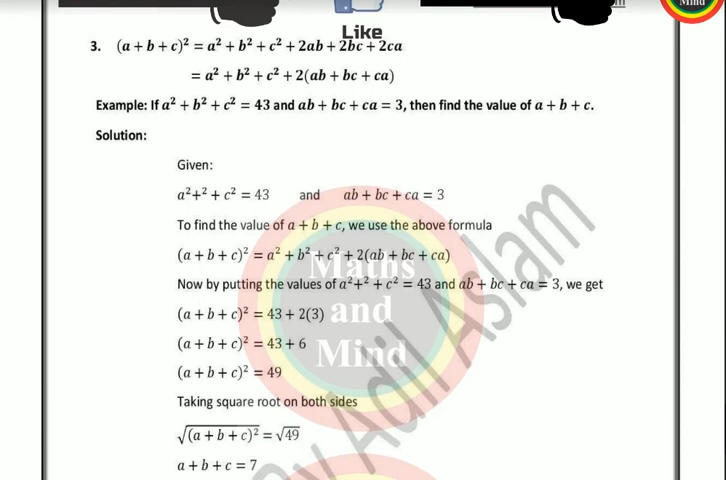 Mind
Like
3. (a + b + c)² = a² + b² + c² + 2ab + 2bc + 2ca
= a² + b² + c² + 2(ab + bc + ca)
Example: If a² + b² + c² = 43 and ab + bc + ca = 3, then find the value of a + b + c.
Solution:
Given:
a²+² + c² = 43 and ab + bc + ca = 3
To find the value of a + b + c, we use the above formula
(a + b + c)² = a² + b² + c² + 2(ab + bc + ca)
Now by putting the values of a²+² + c² = 43 and ab + bc + ca = 3, we get
(a + b + c)² = 43 + 2(3)
(a + b + c)² = 43 + 6
(a + b + c)² = 49
Taking square root on both sides
√(a + b + c)² = √49
a + b + c = 7
Maths
and
Mind
By Adil Aslam